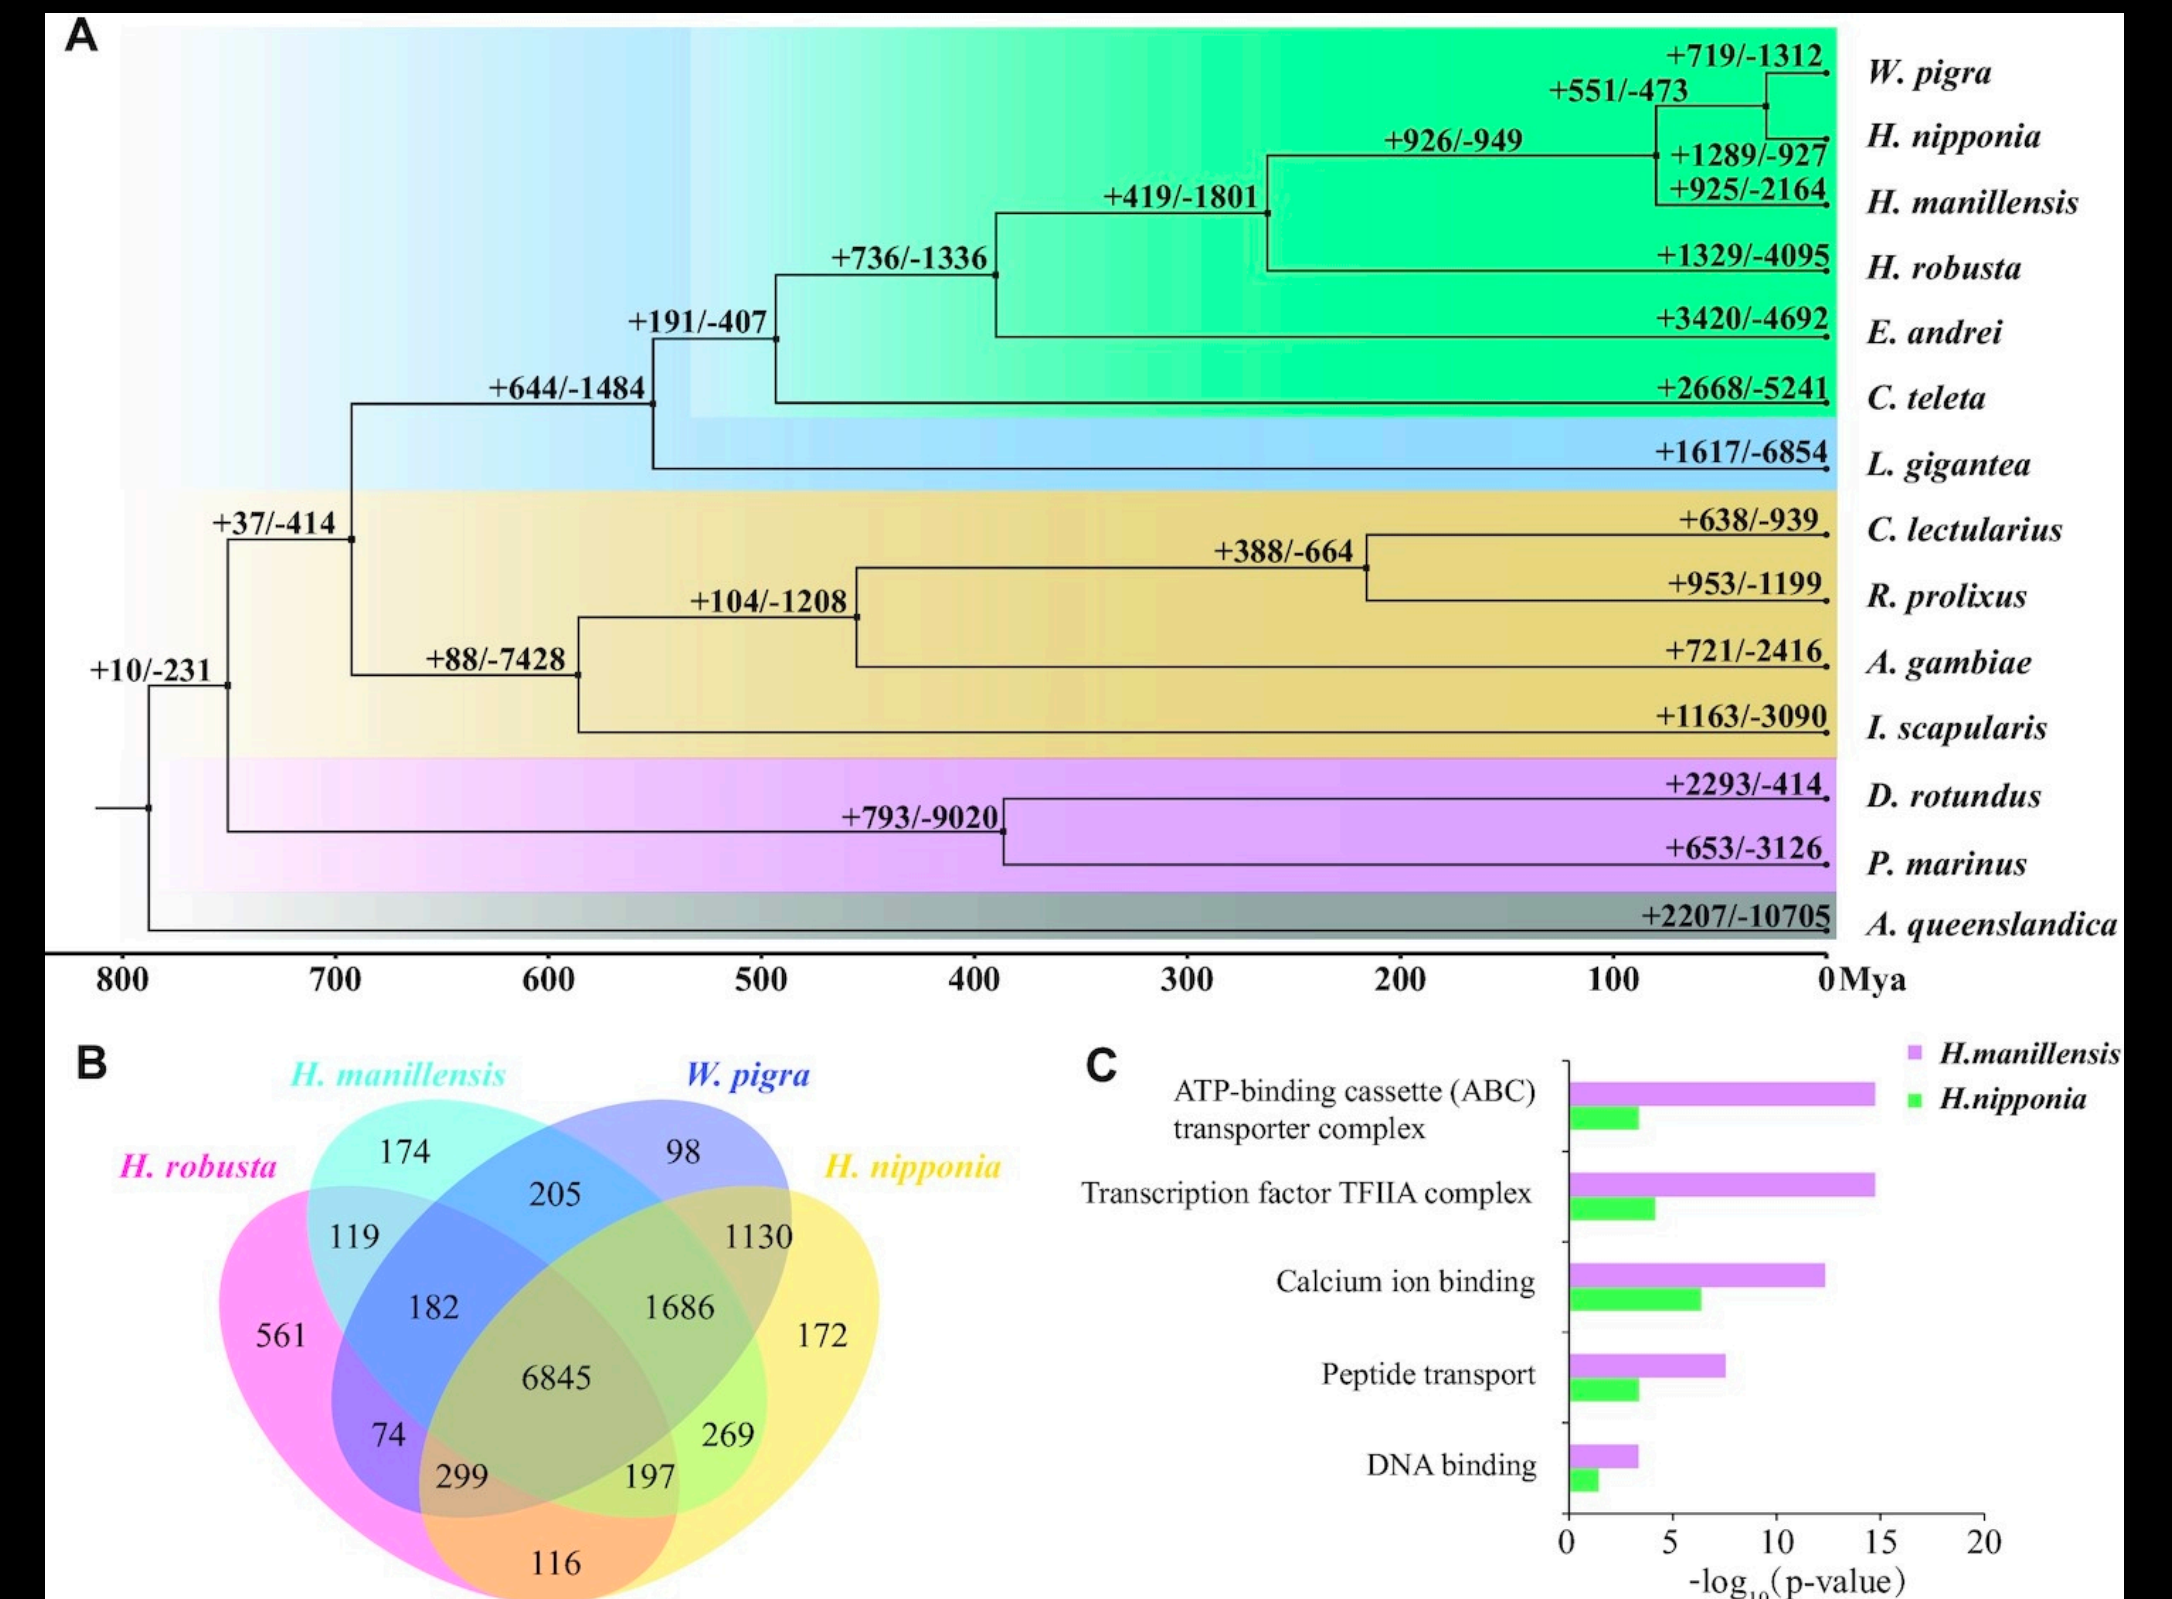 A
+719/-1312
W. pigra
+551/-473
H. nipponia
+926/-949
+1289/-927
+925/-2164
H. manillensis
+419/-1801
+1329/-4095
H. robusta
+736/-1336
+3420/-4692
E. andrei
+191/-407
+2668/-5241
C. teleta
+644/-1484
+1617/-6854
L. gigantea
+37/-414
+638/-939
C. lectularius
+388/-664
+953/-1199
R. prolixus
+104/-1208
+721/-2416
A. gambiae
+88/-7428
+10/-231
+1163/-3090
I. scapularis
+2293/-414
D. rotundus
+793/-9020
+653/-3126
P. marinus
+2207/-10705
A. queenslandica
800 700 600 500 400 300 200 100 0 Mya
B
H. manillensis
W. pigra
H. robusta
H. nipponia
174
98
205
119
1130
182
1686
561
172
6845
74
269
299
197
116
C
H.manillensis
H.nipponia
ATP-binding cassette (ABC)
transporter complex
Transcription factor TFIIA complex
Calcium ion binding
Peptide transport
DNA binding
0 5 10 15 20
-log10(p-value)